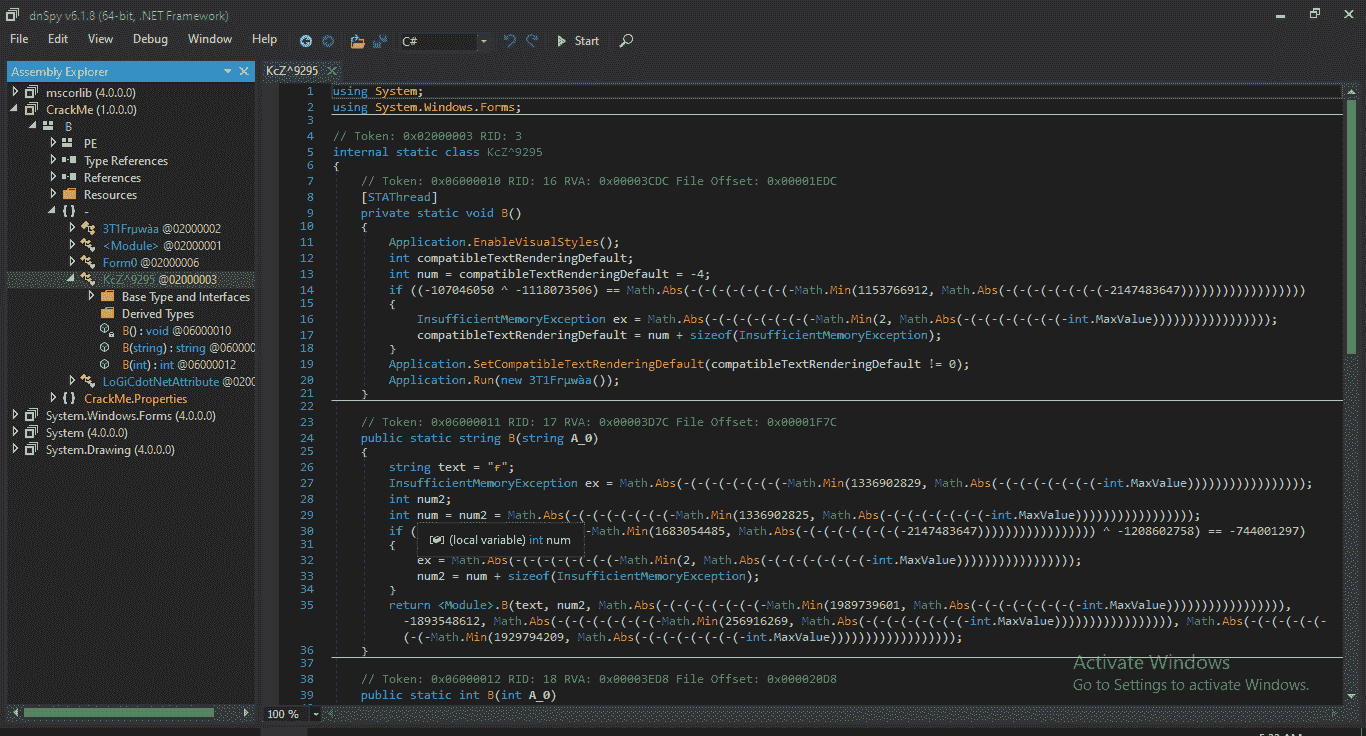 dnSpy v6.1.8 (64-bit, .NET Framework)
File Edit View Debug Window Help C# Start
Assembly Explorer
mscorlib (4.0.0.0)
CrackMe (1.0.0.0)
B
PE
Type References
References
Resources
{ } -
3T1Frμwàa @02000002
<Module> @02000001
Form0 @02000006
KcZ^9295 @02000003
Base Type and Interfaces
Derived Types
B() : void @06000010
B(string) : string @060000
B(int) : int @06000012
LoGiCdotNetAttribute @0200
{ } CrackMe.Properties
System.Windows.Forms (4.0.0.0)
System (4.0.0.0)
System.Drawing (4.0.0.0)
KcZ^9295
1 using System;
2 using System.Windows.Forms;
3
4 // Token: 0x02000003 RID: 3
5 internal static class KcZ^9295
6 {
7 // Token: 0x06000010 RID: 16 RVA: 0x00003CDC File Offset: 0x00001EDC
8 [STAThread]
9 private static void B()
10 {
11 Application.EnableVisualStyles();
12 int compatibleTextRenderingDefault;
13 int num = compatibleTextRenderingDefault = -4;
14 if ((-107046050 ^ -1118073506) == Math.Abs(-(-(-(-(-(-(-(-Math.Min(1153766912, Math.Abs(-(-(-(-(-(-(-(-2147483647))))))))))))))))))
15 {
16 InsufficientMemoryException ex = Math.Abs(-(-(-(-(-(-(-(-Math.Min(2, Math.Abs(-(-(-(-(-(-(-(-int.MaxValue)))))))))))))))));
17 compatibleTextRenderingDefault = num + sizeof(InsufficientMemoryException);
18 }
19 Application.SetCompatibleTextRenderingDefault(compatibleTextRenderingDefault != 0);
20 Application.Run(new 3T1Frμwàa());
21 }
22
23 // Token: 0x06000011 RID: 17 RVA: 0x00003D7C File Offset: 0x00001F7C
24 public static string B(string A_0)
25 {
26 string text = "ғ";
27 InsufficientMemoryException ex = Math.Abs(-(-(-(-(-(-(-(-Math.Min(1336902829, Math.Abs(-(-(-(-(-(-(-(-int.MaxValue)))))))))))))))));
28 int num2;
29 int num = num2 = Math.Abs(-(-(-(-(-(-(-(-Math.Min(1336902825, Math.Abs(-(-(-(-(-(-(-(-int.MaxValue)))))))))))))))));
30 if ( -Math.Min(1683054485, Math.Abs(-(-(-(-(-(-(-(-2147483647))))))))))))))))) ^ -1208602758) == -744001297)
(local variable) int num
31 {
32 ex = Math.Abs(-(-(-(-(-(-(-(-Math.Min(2, Math.Abs(-(-(-(-(-(-(-(-int.MaxValue)))))))))))))))));
33 num2 = num + sizeof(InsufficientMemoryException);
34 }
35 return <Module>.B(text, num2, Math.Abs(-(-(-(-(-(-(-(-Math.Min(1989739601, Math.Abs(-(-(-(-(-(-(-(-int.MaxValue)))))))))))))))),
-1893548612, Math.Abs(-(-(-(-(-(-(-(-Math.Min(256916269, Math.Abs(-(-(-(-(-(-(-(-int.MaxValue)))))))))))))))), Math.Abs(-(-(-(-(-(-
(-(-Math.Min(1929794209, Math.Abs(-(-(-(-(-(-(-(-int.MaxValue))))))))))))))))));
36 }
37
38 // Token: 0x06000012 RID: 18 RVA: 0x00003ED8 File Offset: 0x000020D8
39 public static int B(int A_0)
100 %
Activate Windows
Go to Settings to activate Windows.